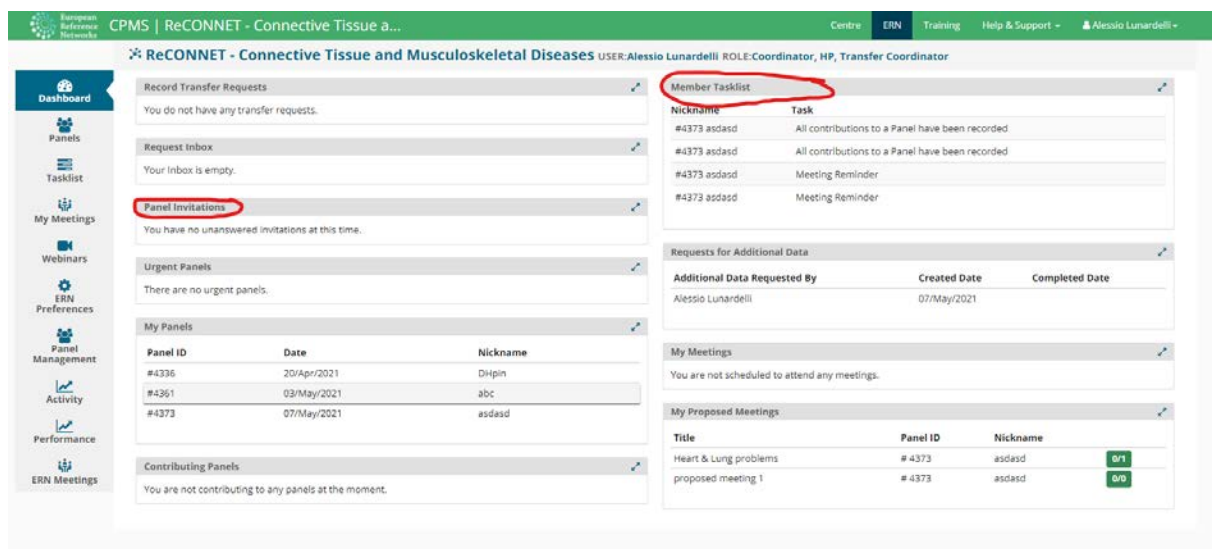 European
Reference
Networks
CPMS | ReCONNET - Connective Tissue a...
Centre ERN Training Help & Support Alessio Lunardelli
ReCONNET - Connective Tissue and Musculoskeletal Diseases USER:Alessio Lunardelli ROLE:Coordinator, HP, Transfer Coordinator
Dashboard
Panels
Tasklist
My Meetings
Webinars
ERN
Preferences
Panel
Management
Activity
Performance
ERN Meetings
Record Transfer Requests
You do not have any transfer requests.
Request Inbox
Your Inbox is empty.
Panel Invitations
You have no unanswered invitations at this time.
Urgent Panels
There are no urgent panels.
My Panels
Panel ID Date Nickname
#4336 20/Apr/2021 DHpin
#4361 03/May/2021 abc
#4373 07/May/2021 asdasd
Contributing Panels
You are not contributing to any panels at the moment.
Member Tasklist
Nickname Task
#4373 asdasd All contributions to a Panel have been recorded
#4373 asdasd All contributions to a Panel have been recorded
#4373 asdasd Meeting Reminder
#4373 asdasd Meeting Reminder
Requests for Additional Data
Additional Data Requested By Created Date Completed Date
Alessio Lunardelli 07/May/2021
My Meetings
You are not scheduled to attend any meetings.
My Proposed Meetings
Title Panel ID Nickname
Heart & Lung problems # 4373 asdasd 0/1
proposed meeting 1 # 4373 asdasd 0/0